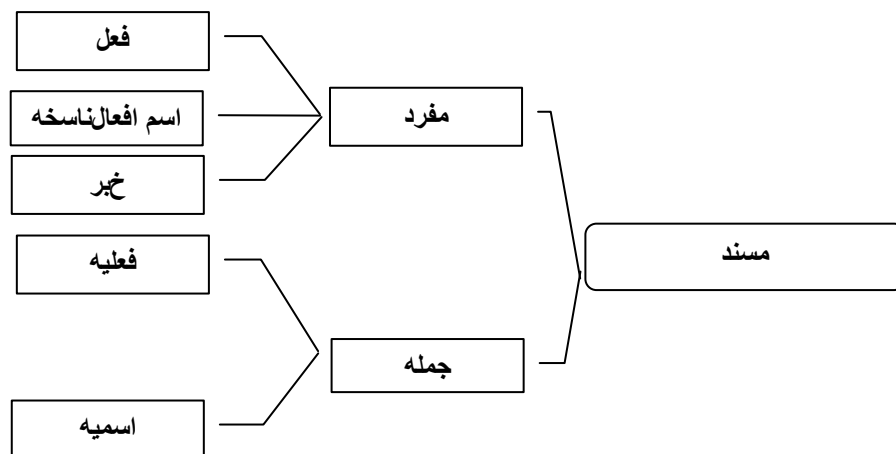 مسند
مفرد
فعل
اسم افعال‌ناسخه
خبر
جمله
فعلیه
اسمیه